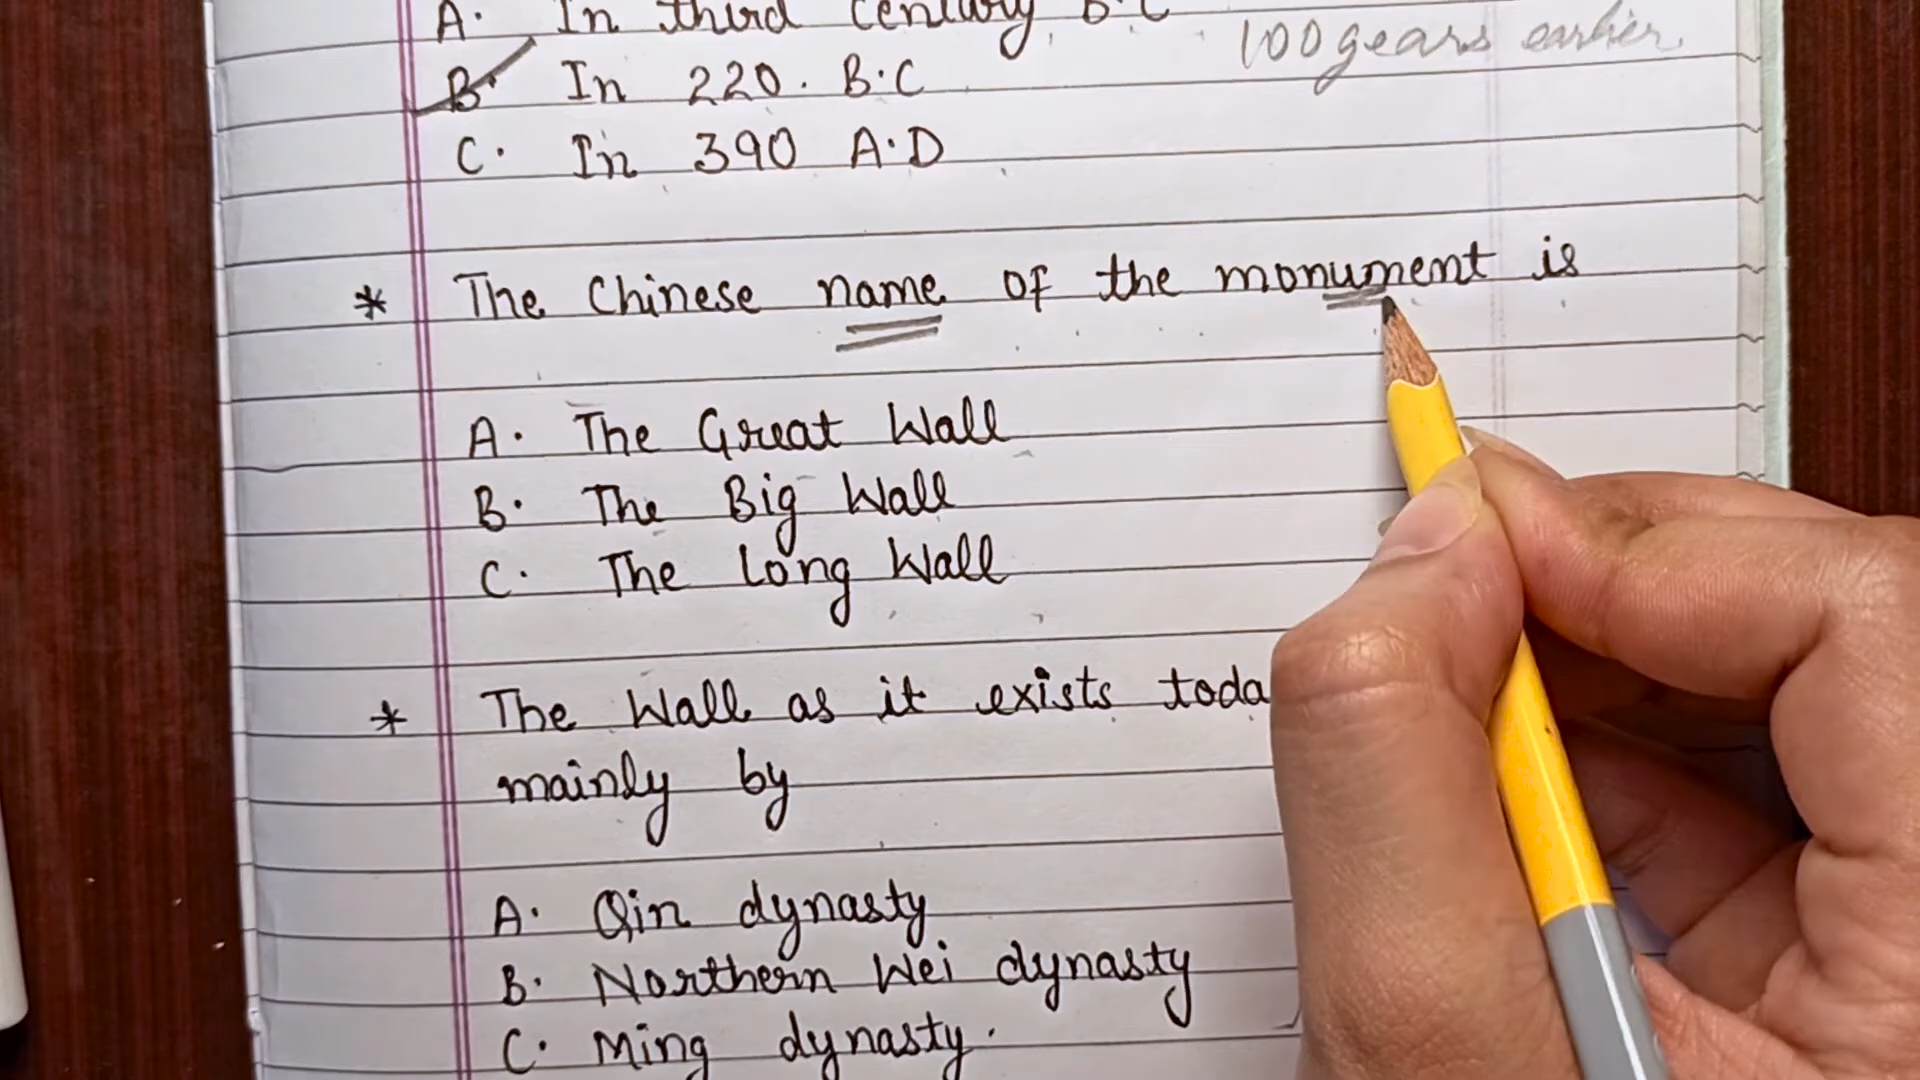 A. In third Century B.C
100 years earlier
B. In 220. B.C
C. In 390 A.D
* The Chinese name of the monument is
A. The Great Wall
B. The Big Wall
C. The Long Wall
* The Wall as it exists toda
mainly by
A. Qin dynasty
B. Northern Wei dynasty
C. Ming dynasty.